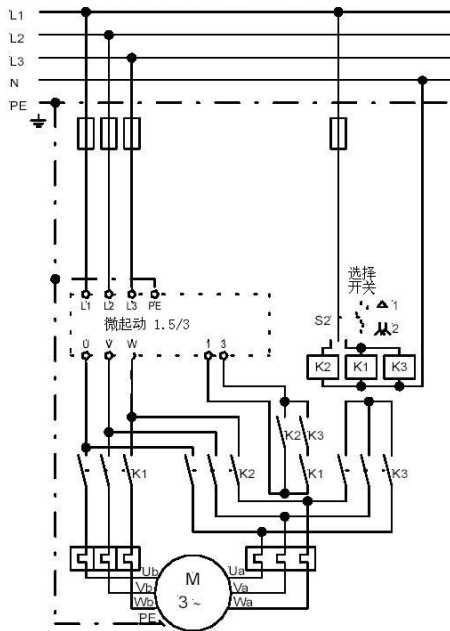 L1
L2
L3
N
PE
L1 L2 L3 PE
微起动 1.5/3
U V W 1 3
选择
开关
S2
1
2
K2 K1 K3
K2 K3
K1 K2 K1 K3
Ub Ua
Vb M Va
Wb 3~ Wa
PE